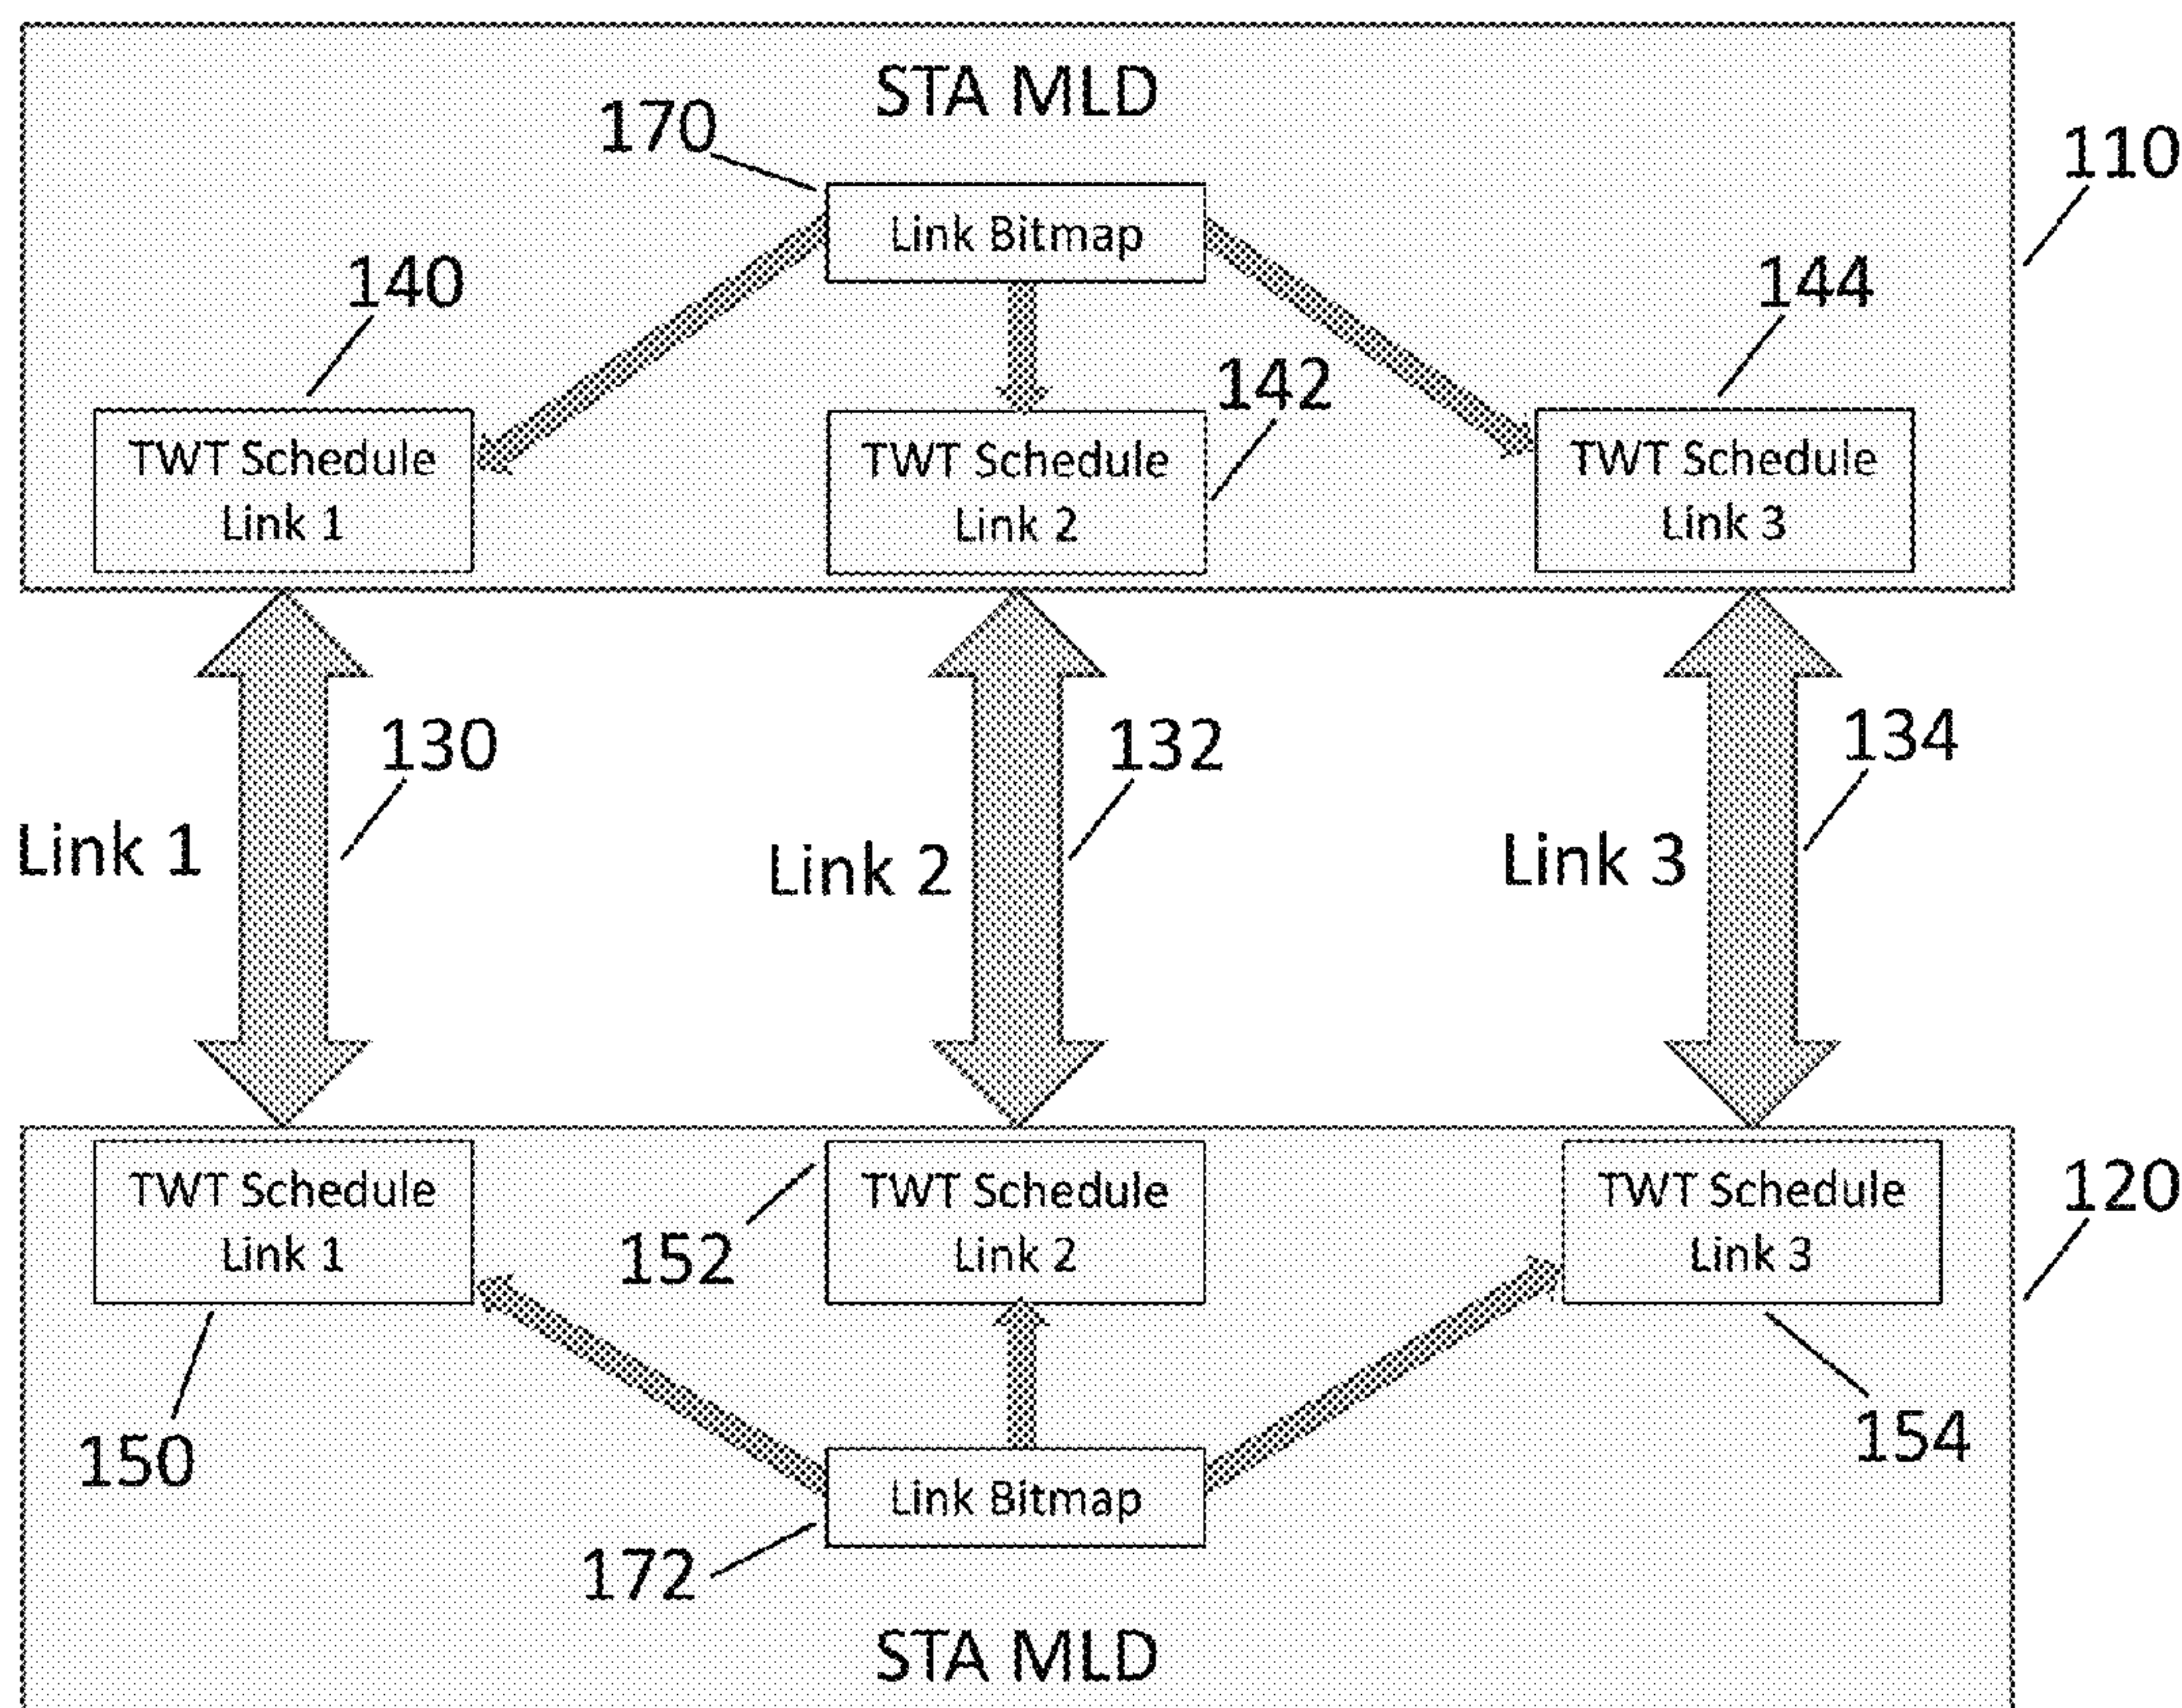 STA MLD
170
110
Link Bitmap
140
144
142
TWT Schedule
Link 1
TWT Schedule
Link 2
TWT Schedule
Link 3
130
132
134
Link 1
Link 2
Link 3
TWT Schedule
Link 1
TWT Schedule
Link 2
TWT Schedule
Link 3
120
152
150
154
Link Bitmap
172
STA MLD